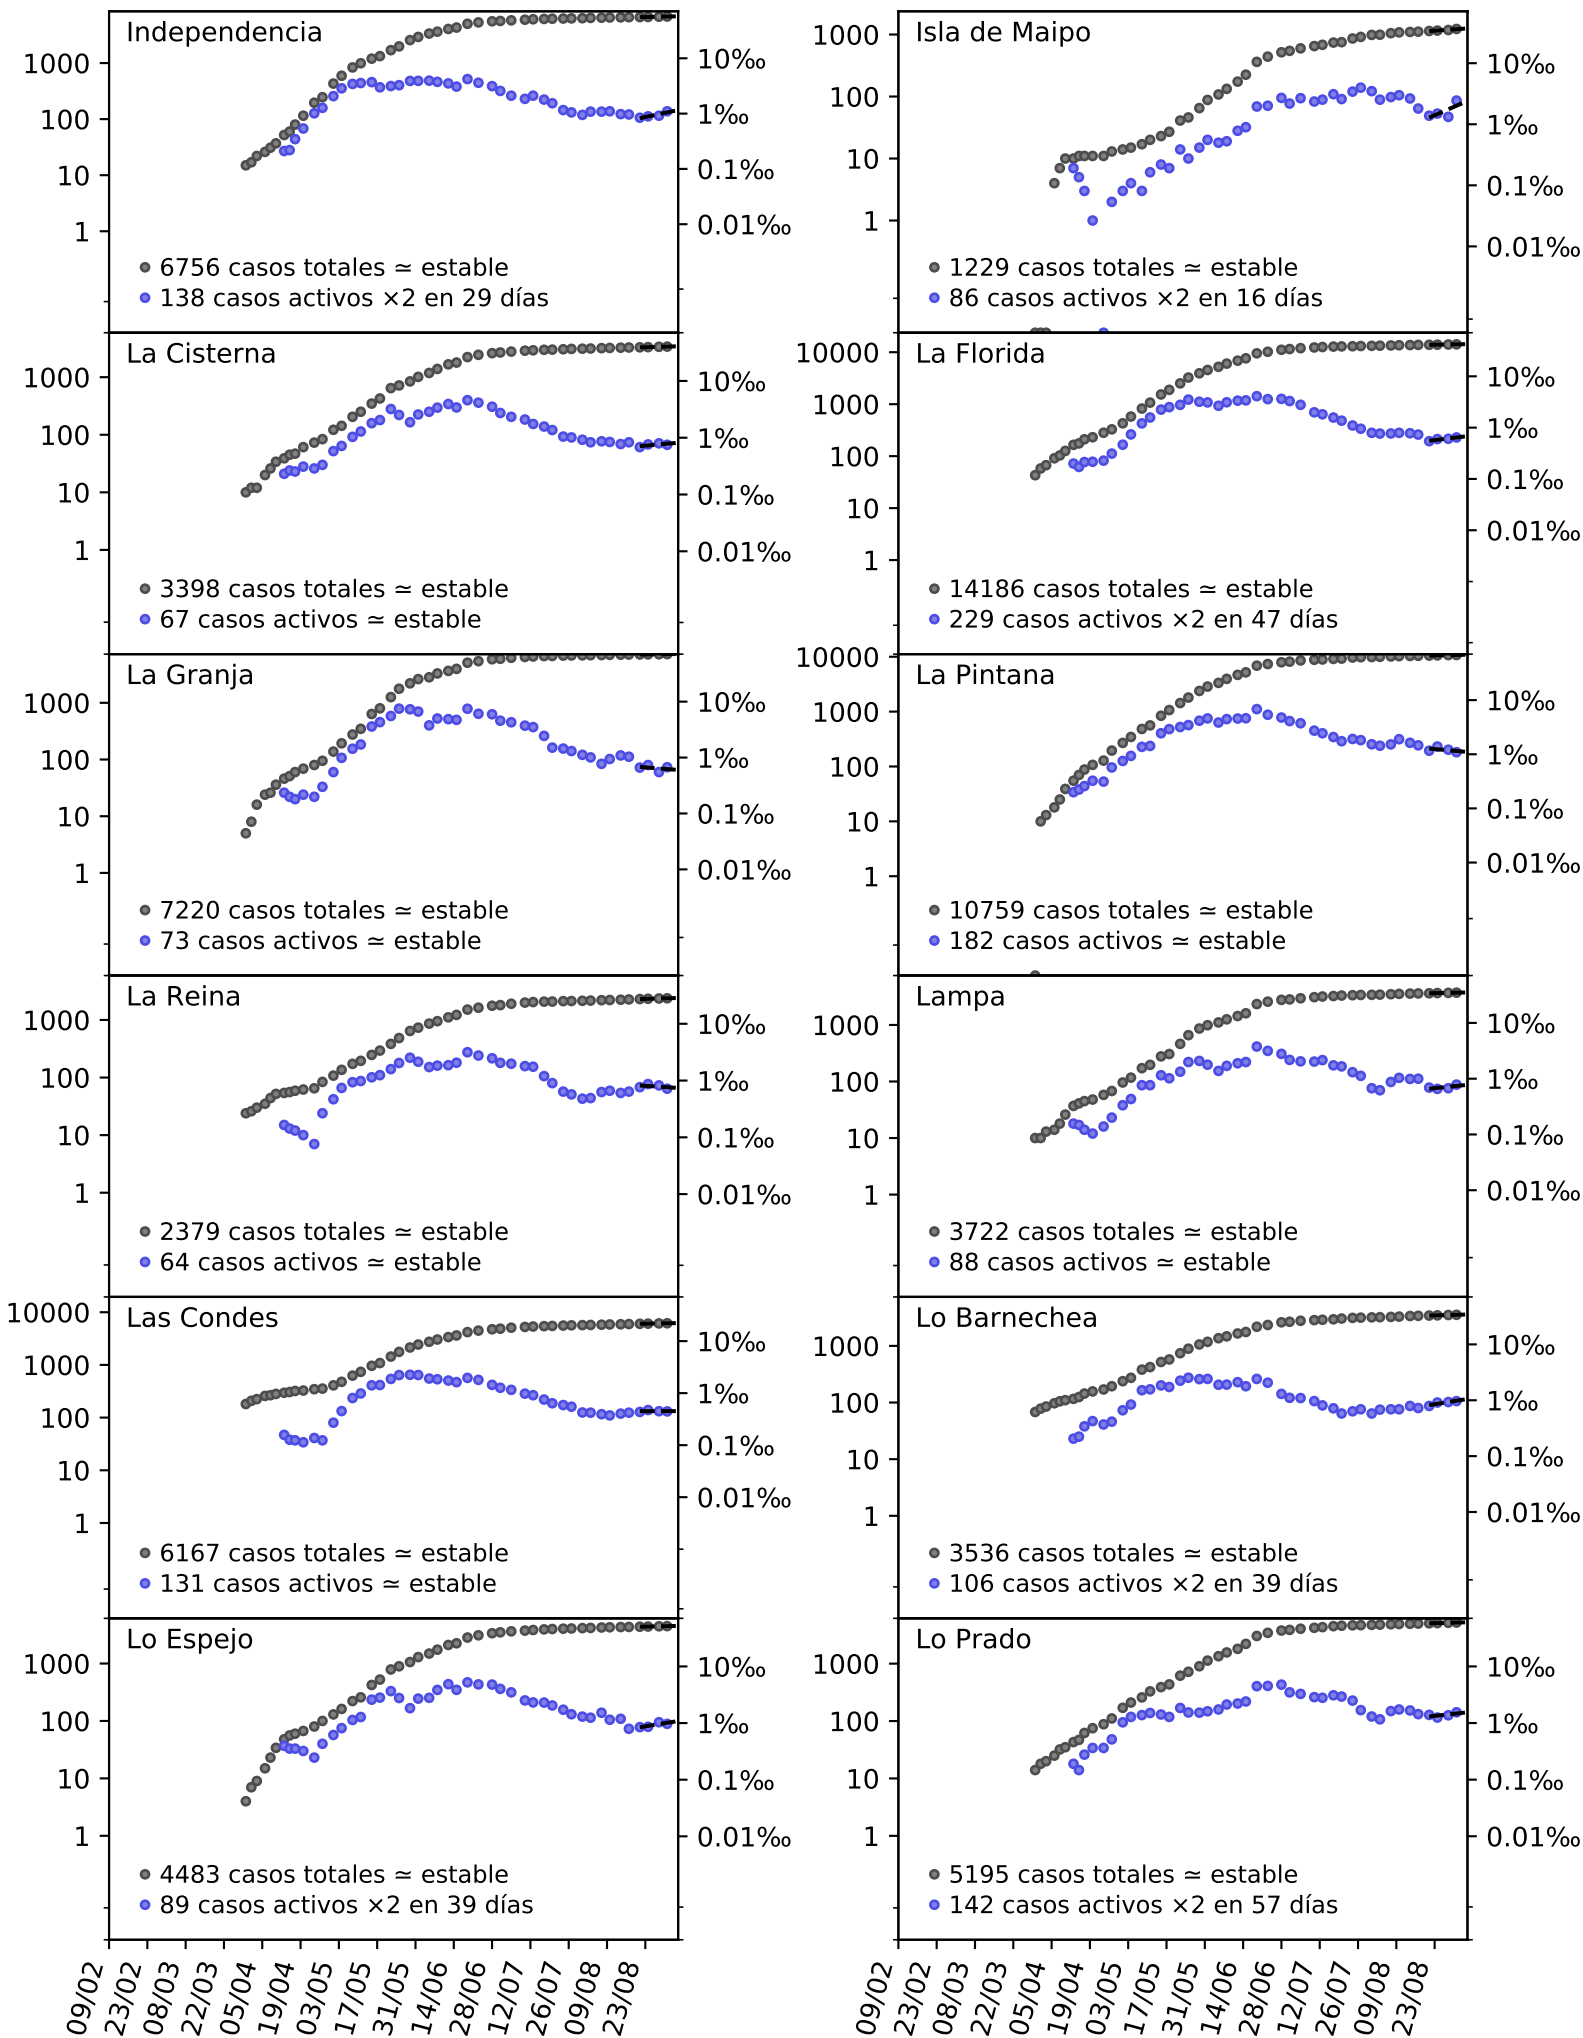 Independencia
1000
100
10
1
10‰
1‰
0.1‰
0.01‰
6756 casos totales ≃ estable
138 casos activos ×2 en 29 días
Isla de Maipo
1000
100
10
1
10‰
1‰
0.1‰
0.01‰
1229 casos totales ≃ estable
86 casos activos ×2 en 16 días
La Cisterna
1000
100
10
1
10‰
1‰
0.1‰
0.01‰
3398 casos totales ≃ estable
67 casos activos ≃ estable
La Florida
10000
1000
100
10
1
10‰
1‰
0.1‰
0.01‰
14186 casos totales ≃ estable
229 casos activos ×2 en 47 días
La Granja
1000
100
10
1
10‰
1‰
0.1‰
0.01‰
7220 casos totales ≃ estable
73 casos activos ≃ estable
La Pintana
10000
1000
100
10
1
10‰
1‰
0.1‰
0.01‰
10759 casos totales ≃ estable
182 casos activos ≃ estable
La Reina
1000
100
10
1
10‰
1‰
0.1‰
0.01‰
2379 casos totales ≃ estable
64 casos activos ≃ estable
Lampa
1000
100
10
1
10‰
1‰
0.1‰
0.01‰
3722 casos totales ≃ estable
88 casos activos ≃ estable
Las Condes
10000
1000
100
10
1
10‰
1‰
0.1‰
0.01‰
6167 casos totales ≃ estable
131 casos activos ≃ estable
Lo Barnechea
1000
100
10
1
10‰
1‰
0.1‰
0.01‰
3536 casos totales ≃ estable
106 casos activos ×2 en 39 días
Lo Espejo
1000
100
10
1
10‰
1‰
0.1‰
0.01‰
4483 casos totales ≃ estable
89 casos activos ×2 en 39 días
Lo Prado
1000
100
10
1
10‰
1‰
0.1‰
0.01‰
5195 casos totales ≃ estable
142 casos activos ×2 en 57 días
09/02 23/02 08/03 22/03 05/04 19/04 03/05 17/05 31/05 14/06 28/06 12/07 26/07 09/08 23/08
09/02 23/02 08/03 22/03 05/04 19/04 03/05 17/05 31/05 14/06 28/06 12/07 26/07 09/08 23/08